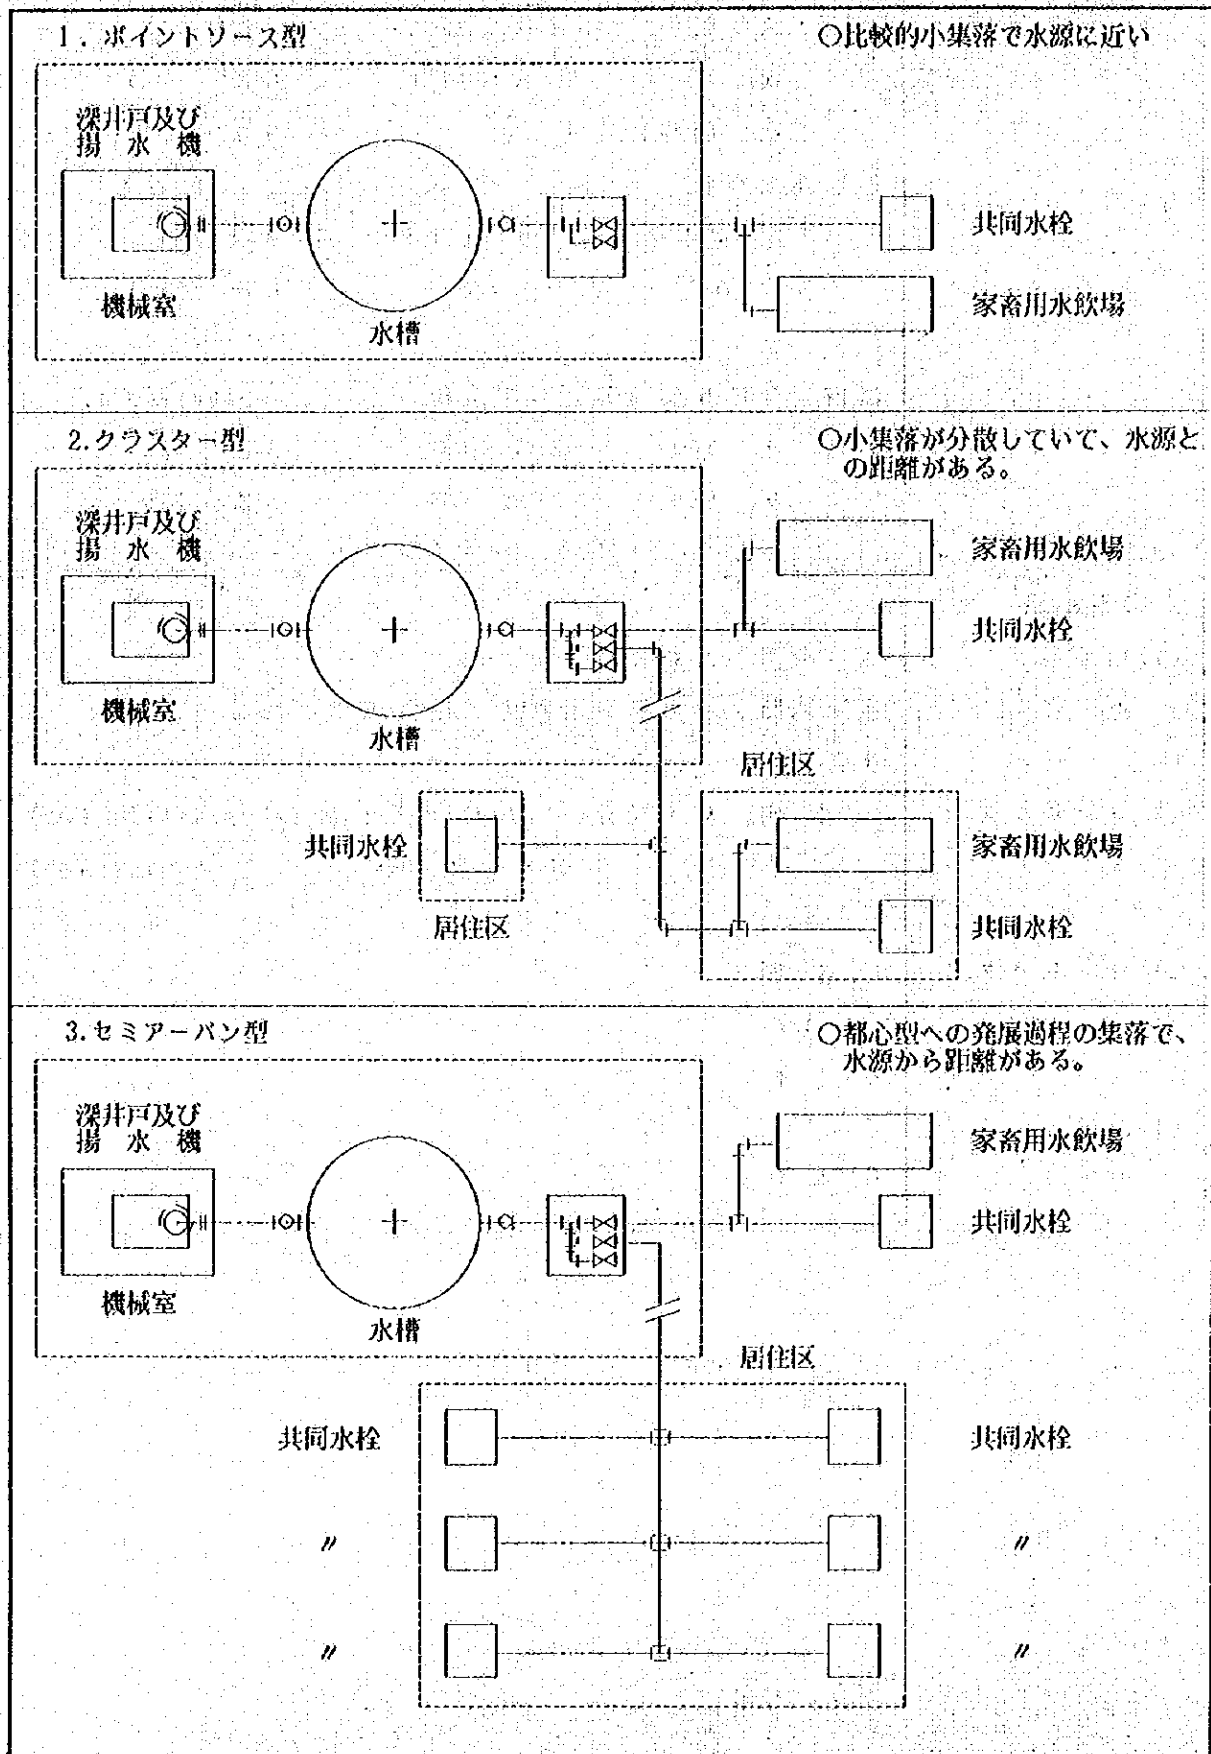 1. ポイントソース型
○比較的小集落で水源に近い
深井戸及び
揚水機
機械室
水槽
共同水栓
家畜用水飲場
2.クラスター型
○小集落が分散していて、水源と
の距離がある。
深井戸及び
揚水機
機械室
水槽
家畜用水飲場
共同水栓
居住区
共同水栓
居住区
家畜用水飲場
共同水栓
3.セミアーバン型
○都心型への発展過程の集落で、
水源から距離がある。
深井戸及び
揚水機
機械室
水槽
家畜用水飲場
共同水栓
居住区
共同水栓
共同水栓
〃
〃
〃
〃